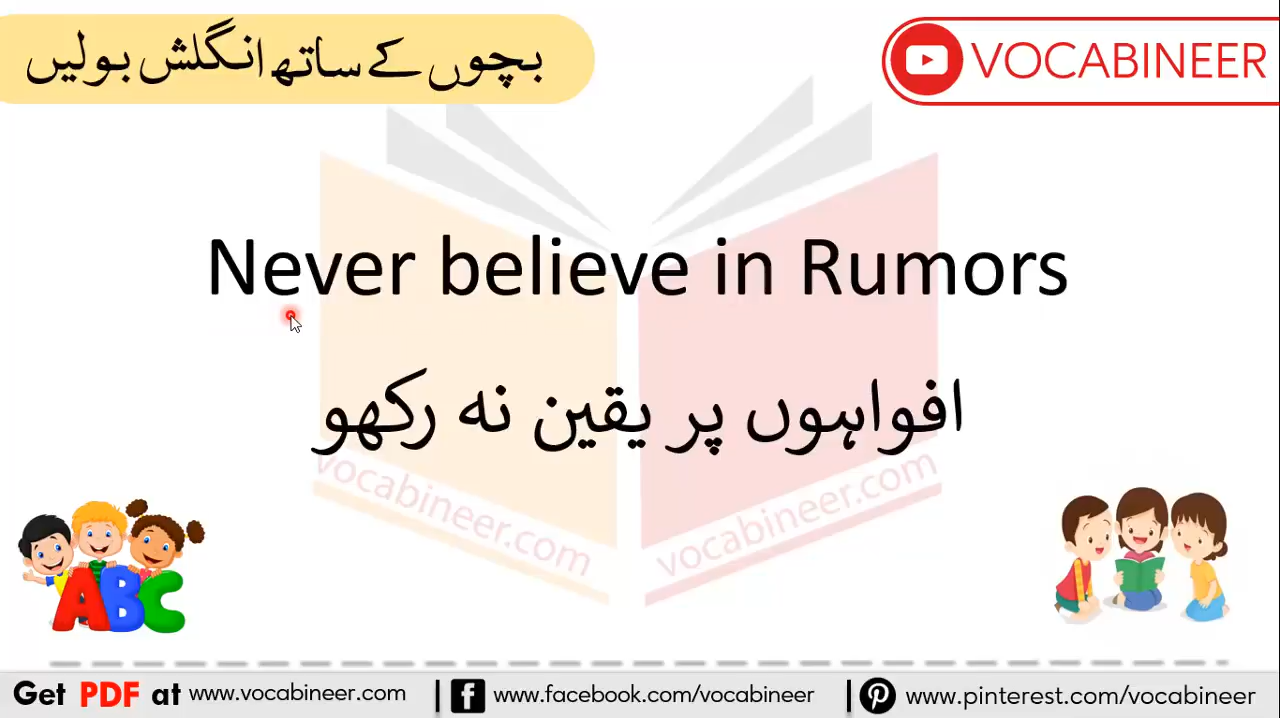 بچوں کے ساتھ انگلش بولیں
VOCABINEER
Never believe in Rumors
افواہوں پر یقین نہ رکھو
vocabineer.com
vocabineer.com
ABC
Get PDF at www.vocabineer.com
www.facebook.com/vocabineer
www.pinterest.com/vocabineer